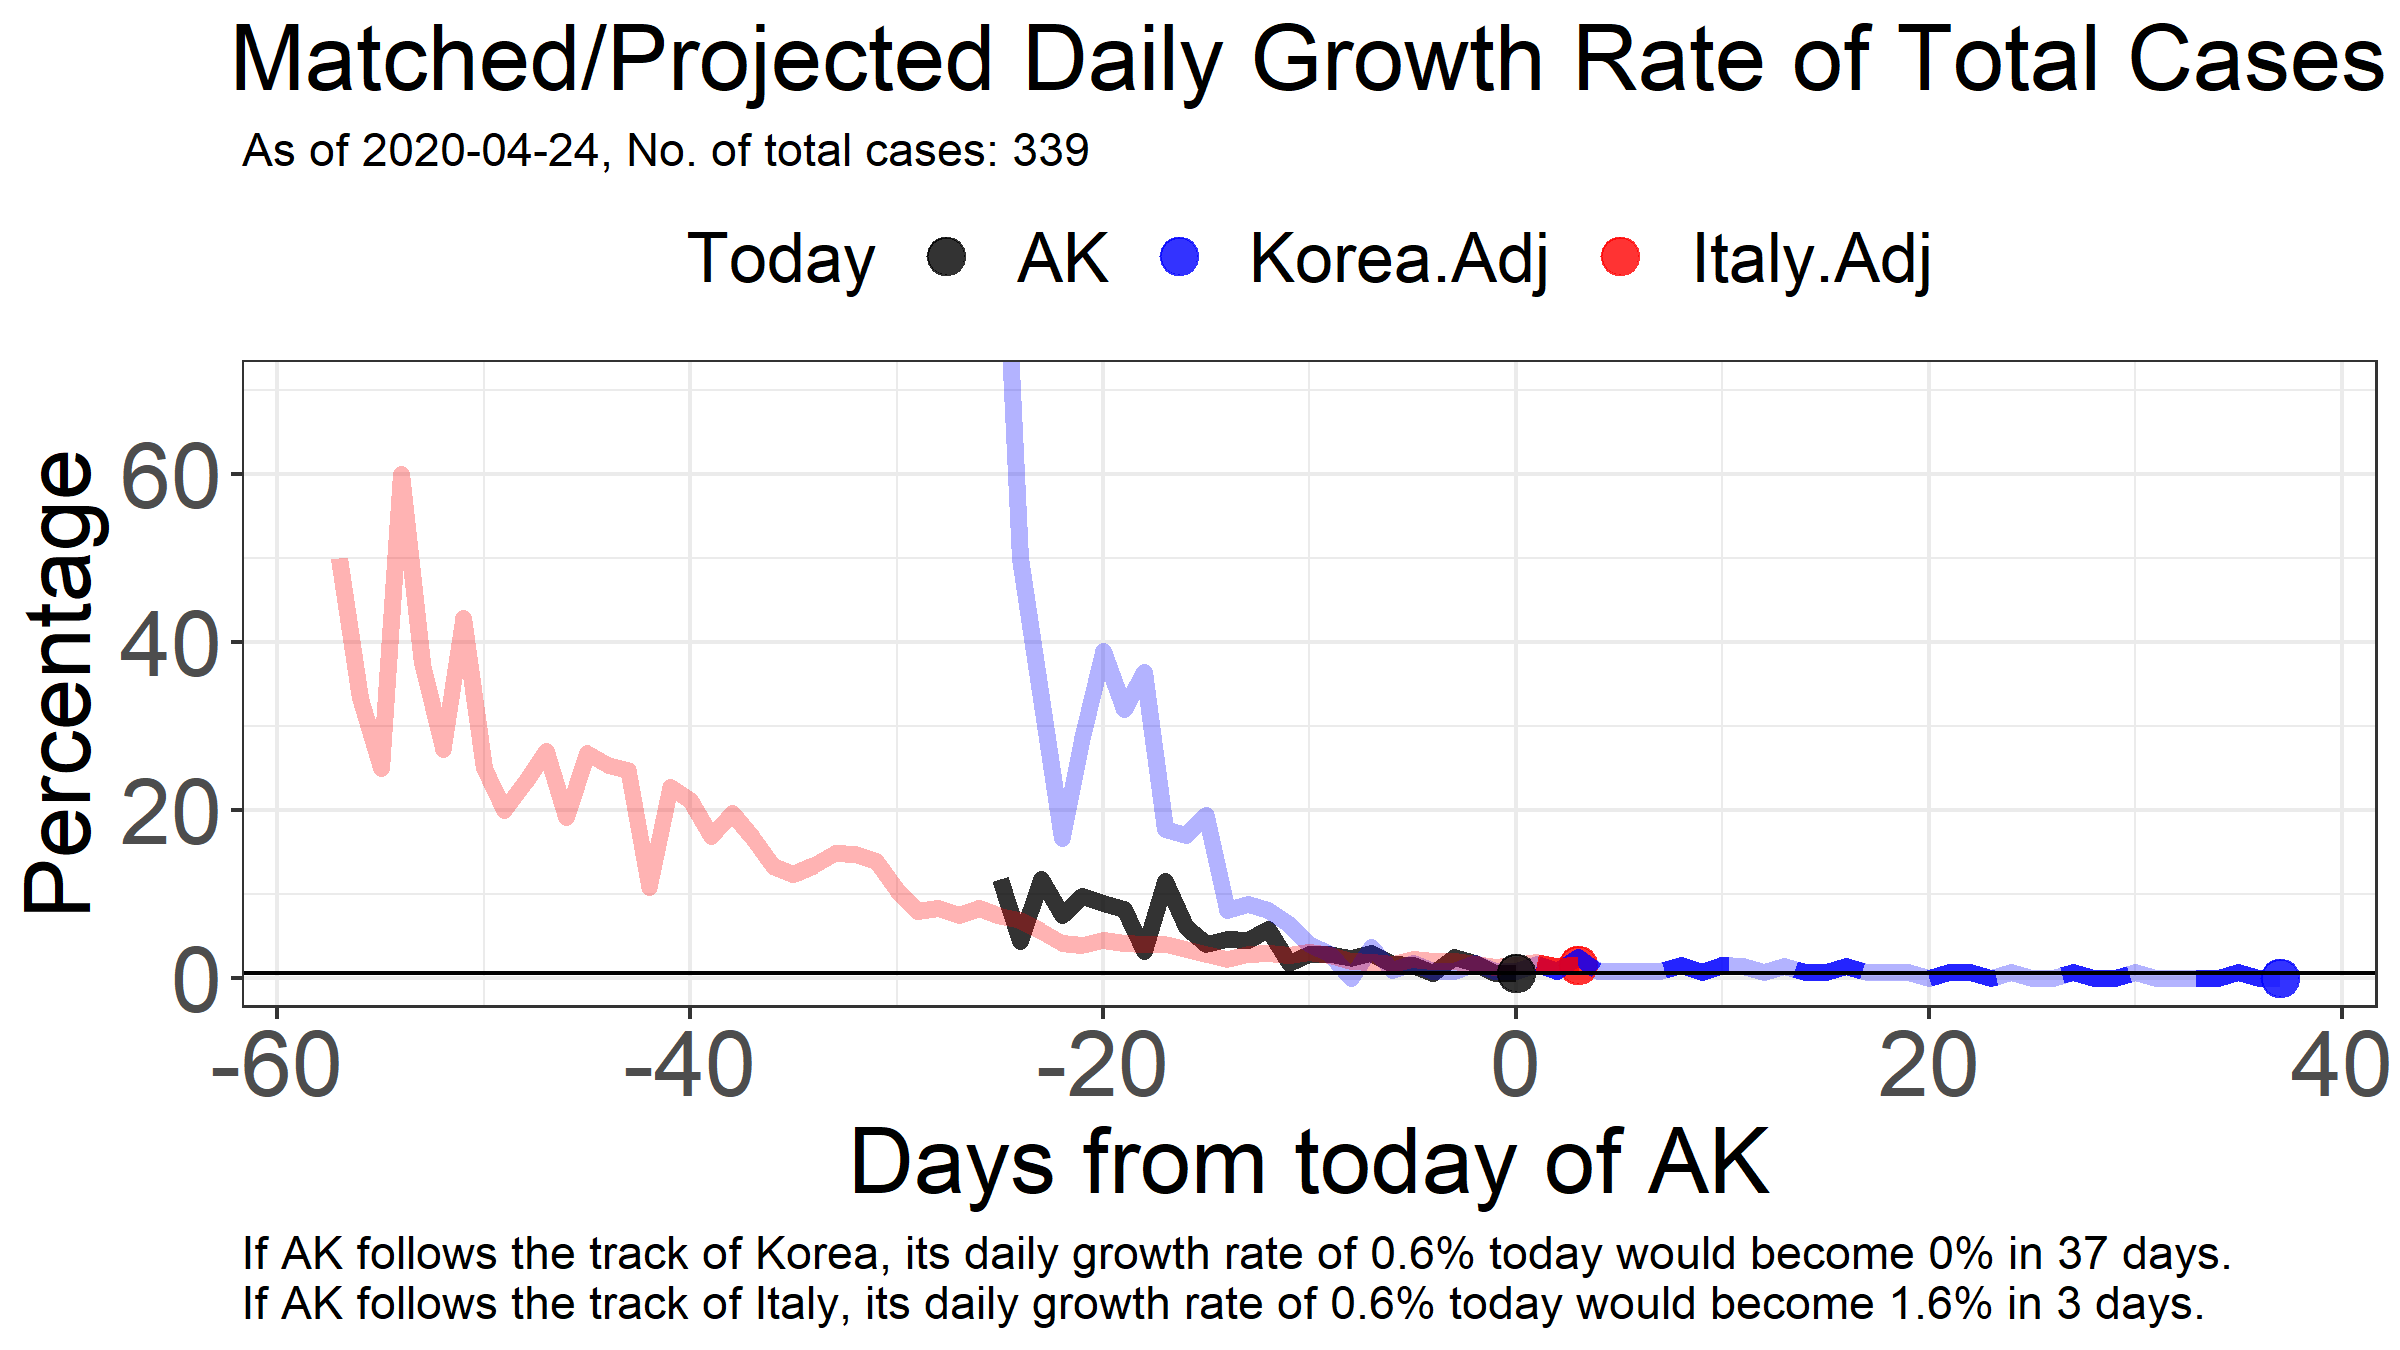 Matched/Projected Daily Growth Rate of Total Cases
As of 2020-04-24, No. of total cases: 339
Today AK Korea.Adj Italy.Adj
Percentage
60
40
20
0
-60 -40 -20 0 20 40
Days from today of AK
If AK follows the track of Korea, its daily growth rate of 0.6% today would become 0% in 37 days.
If AK follows the track of Italy, its daily growth rate of 0.6% today would become 1.6% in 3 days.